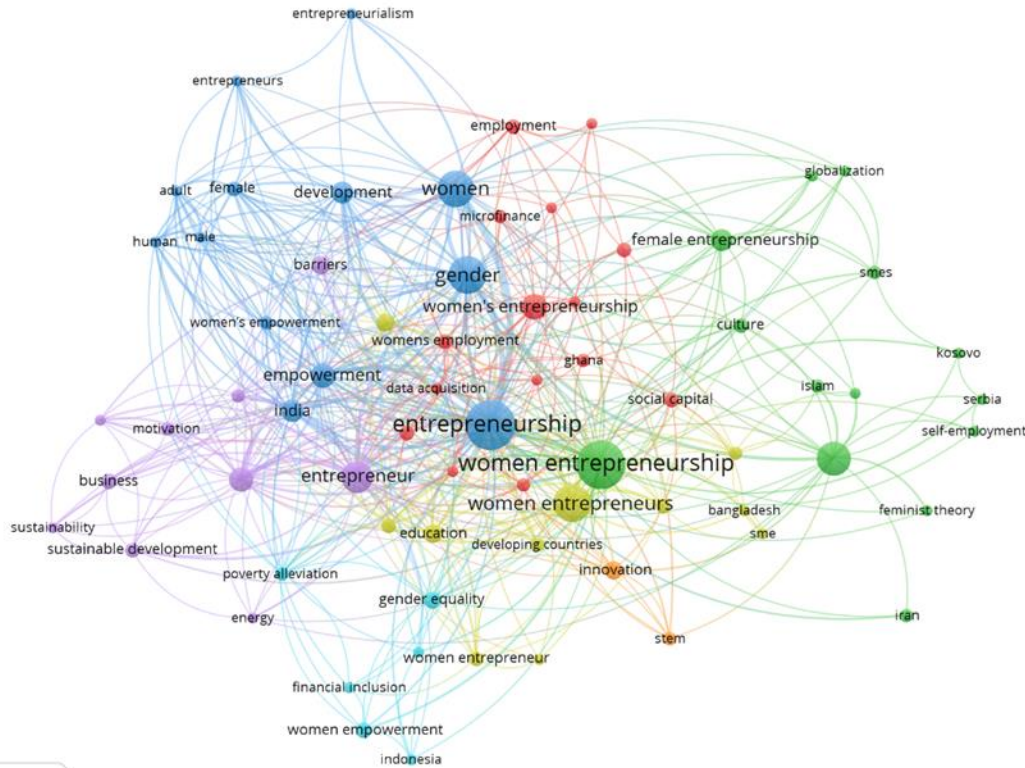 entrepreneurialism
entrepreneurs
employment
globalization
adult
female
development
women
microfinance
human
male
female entrepreneurship
barriers
gender
smes
women's entrepreneurship
women's empowerment
culture
womens employment
kosovo
ghana
empowerment
data acquisition
islam
social capital
serbia
india
entrepreneurship
motivation
self-employment
women entrepreneurship
entrepreneur
business
women entrepreneurs
bangladesh
feminist theory
sustainability
education
sme
sustainable development
developing countries
poverty alleviation
innovation
gender equality
energy
iran
stem
women entrepreneur
financial inclusion
women empowerment
indonesia